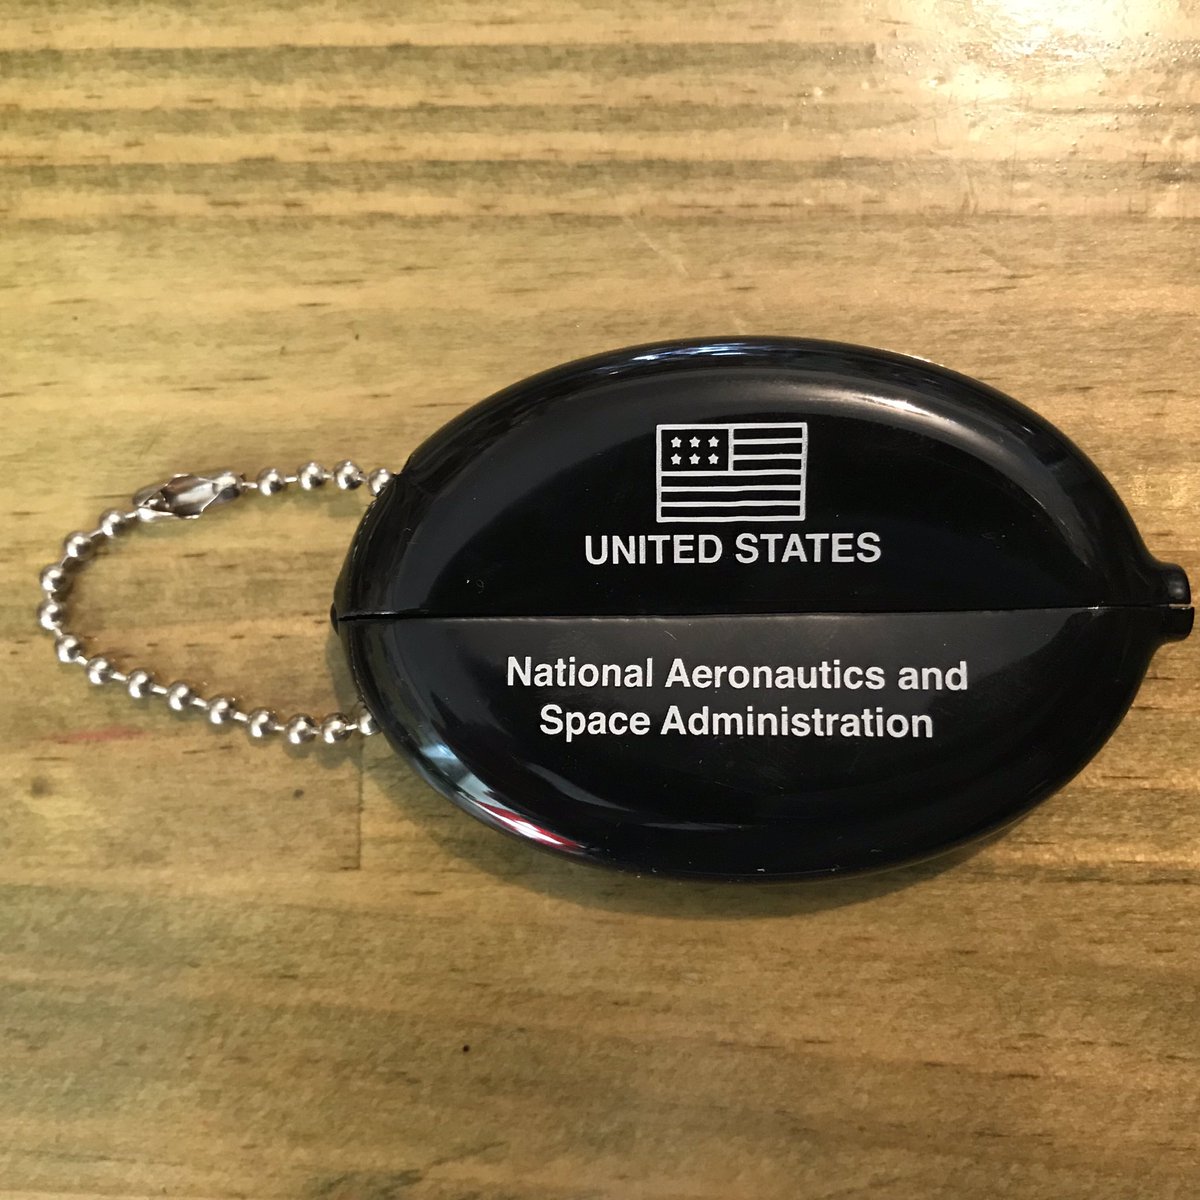 UNITED STATES
National Aeronautics and
Space Administration